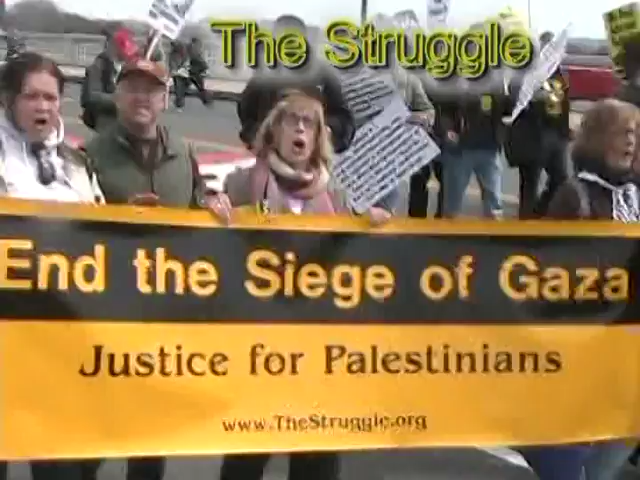 The Struggle
End the Siege of Gaza
Justice for Palestinians
www.TheStruggle.org